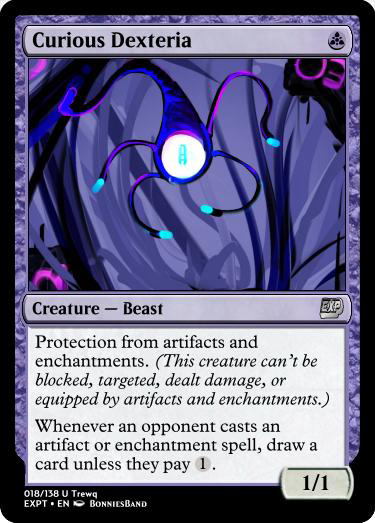 Curious Dexteria
Creature — Beast
EXP
Protection from artifacts and
enchantments. (This creature can't be
blocked, targeted, dealt damage, or
equipped by artifacts and enchantments.)
Whenever an opponent casts an
artifact or enchantment spell, draw a
card unless they pay 1.
1/1
018/138 U Trewq
EXPT • EN BONNIESBAND